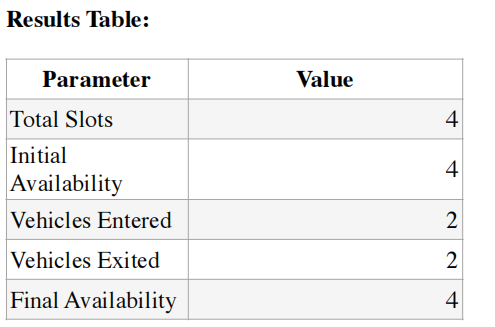 Results Table:
Parameter Value
Total Slots 4
Initial
Availability 4
Vehicles Entered 2
Vehicles Exited 2
Final Availability 4